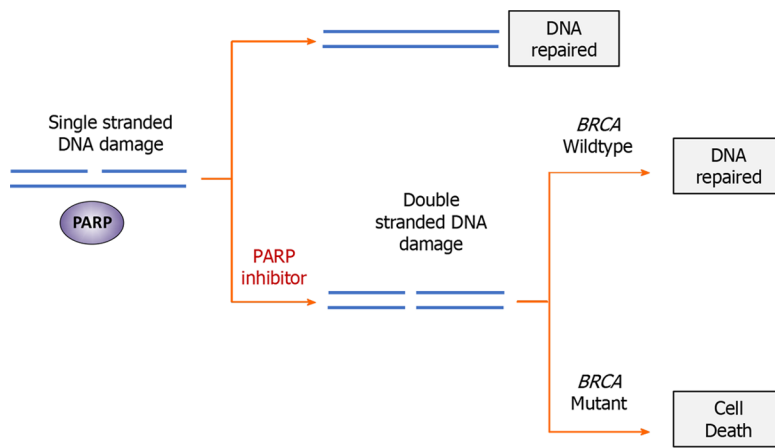 DNA
repaired
Single stranded
DNA damage
PARP
PARP
inhibitor
Double
stranded DNA
damage
BRCA
Wildtype
DNA
repaired
BRCA
Mutant
Cell
Death